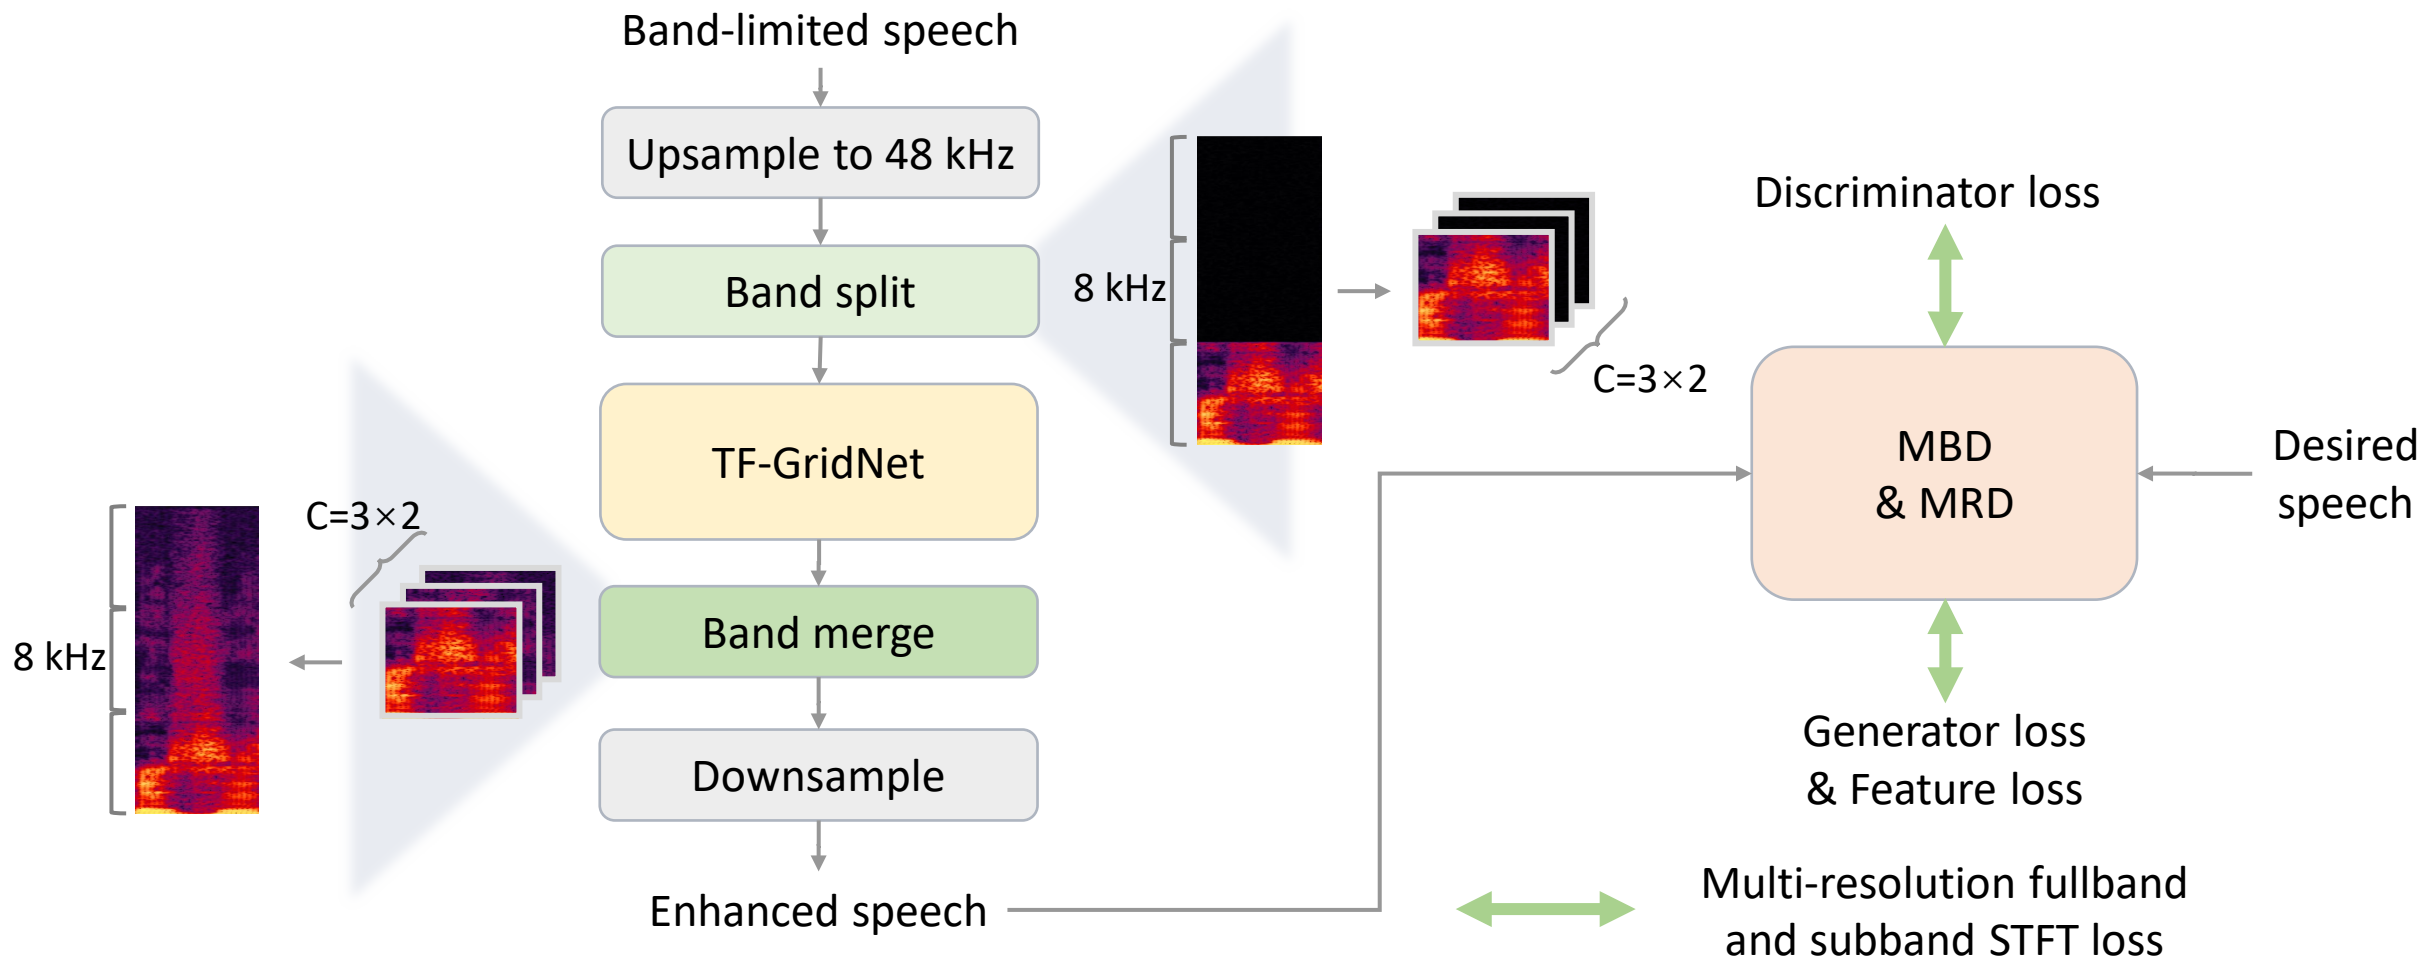 Band-limited speech
Upsample to 48 kHz
Band split
TF-GridNet
Band merge
Downsample
Enhanced speech
8 kHz
C=3×2
8 kHz
C=3×2
Discriminator loss
MBD
& MRD
Desired
speech
Generator loss
& Feature loss
Multi-resolution fullband
and subband STFT loss